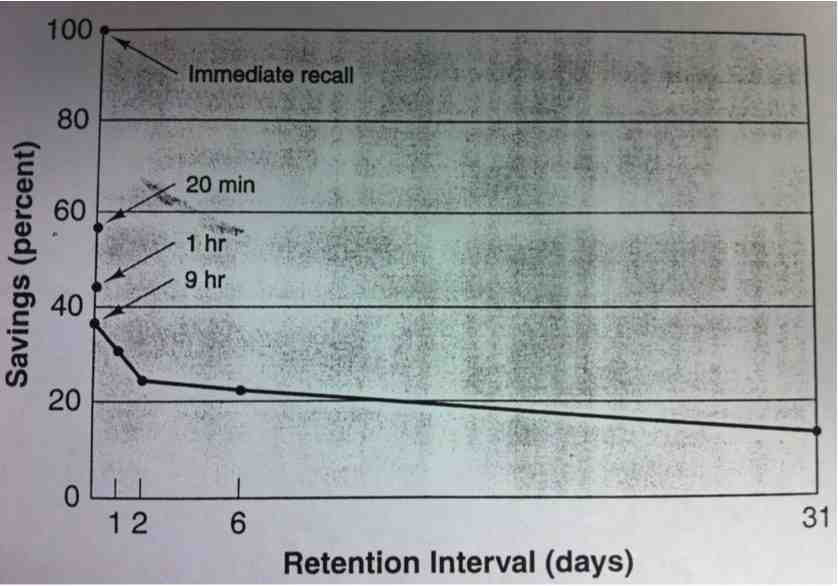 100
Immediate recall
80
20 min
60
1 hr
9 hr
40
20
0
1 2 6 31
Savings (percent)
Retention Interval (days)